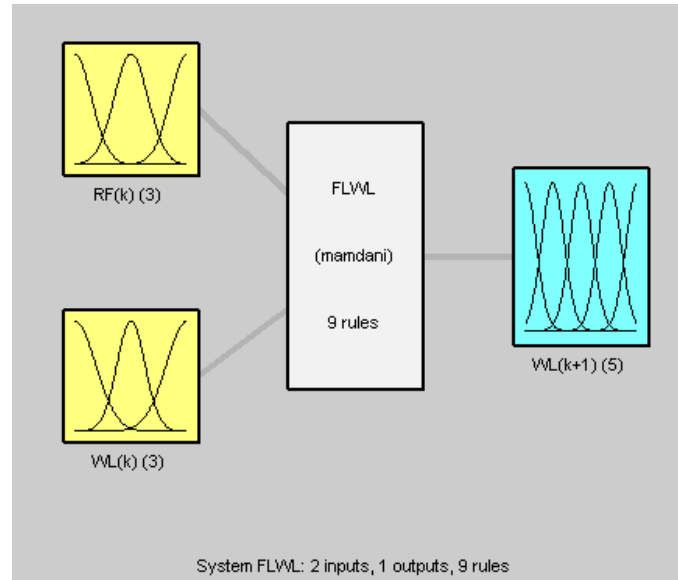 RF(k) (3)
FLWL
(mamdani)
9 rules
WL(k) (3)
WL(k+1) (5)
System FLWL: 2 inputs, 1 outputs, 9 rules